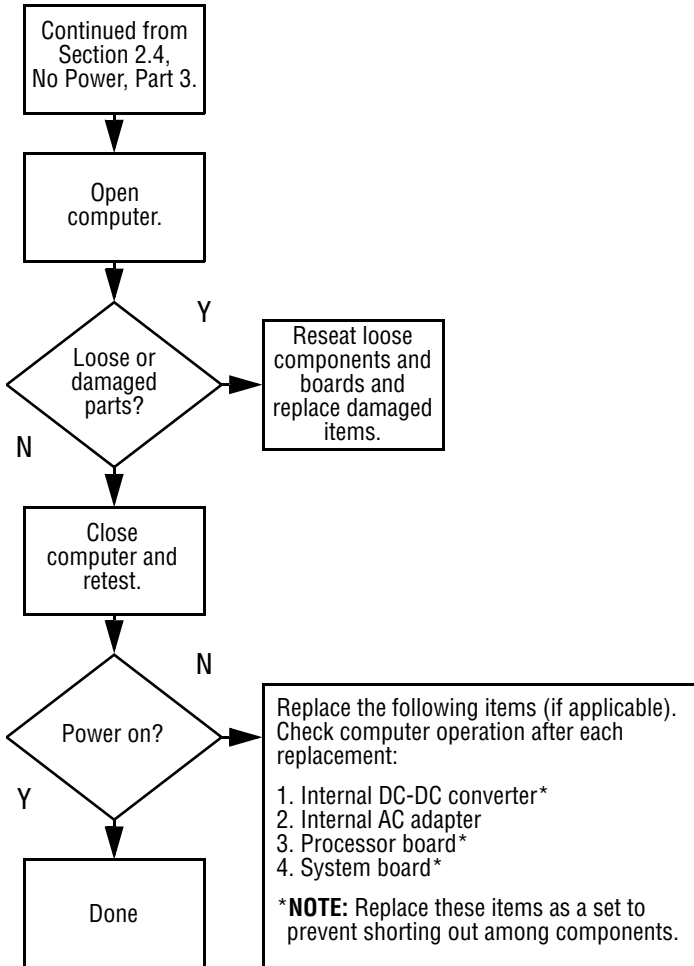 Continued from
Section 2.4,
No Power, Part 3.
Open
computer.
Y
Loose or
damaged
parts?
Reseat loose
components and
boards and
replace damaged
items.
N
Close
computer and
retest.
N
Power on?
Replace the following items (if applicable).
Check computer operation after each
replacement:
1. Internal DC-DC converter*
2. Internal AC adapter
3. Processor board*
4. System board*
*NOTE: Replace these items as a set to
prevent shorting out among components.
Y
Done